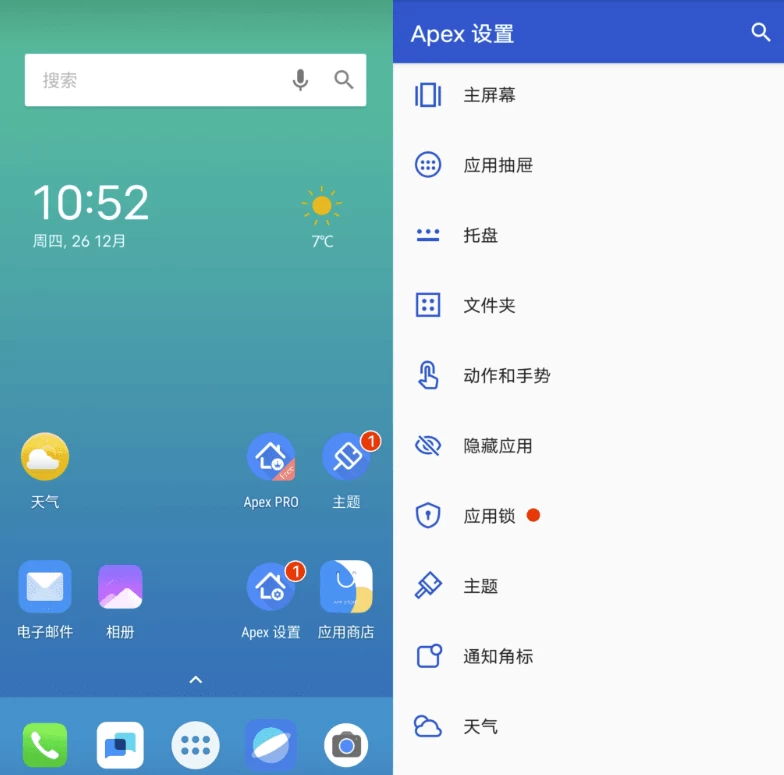 搜索
10:52
周四, 26 12月
7℃
1
天气
Apex PRO
主题
1
电子邮件
相册
Apex 设置
应用商店
Apex 设置
主屏幕
应用抽屉
托盘
文件夹
动作和手势
隐藏应用
应用锁
主题
通知角标
天气